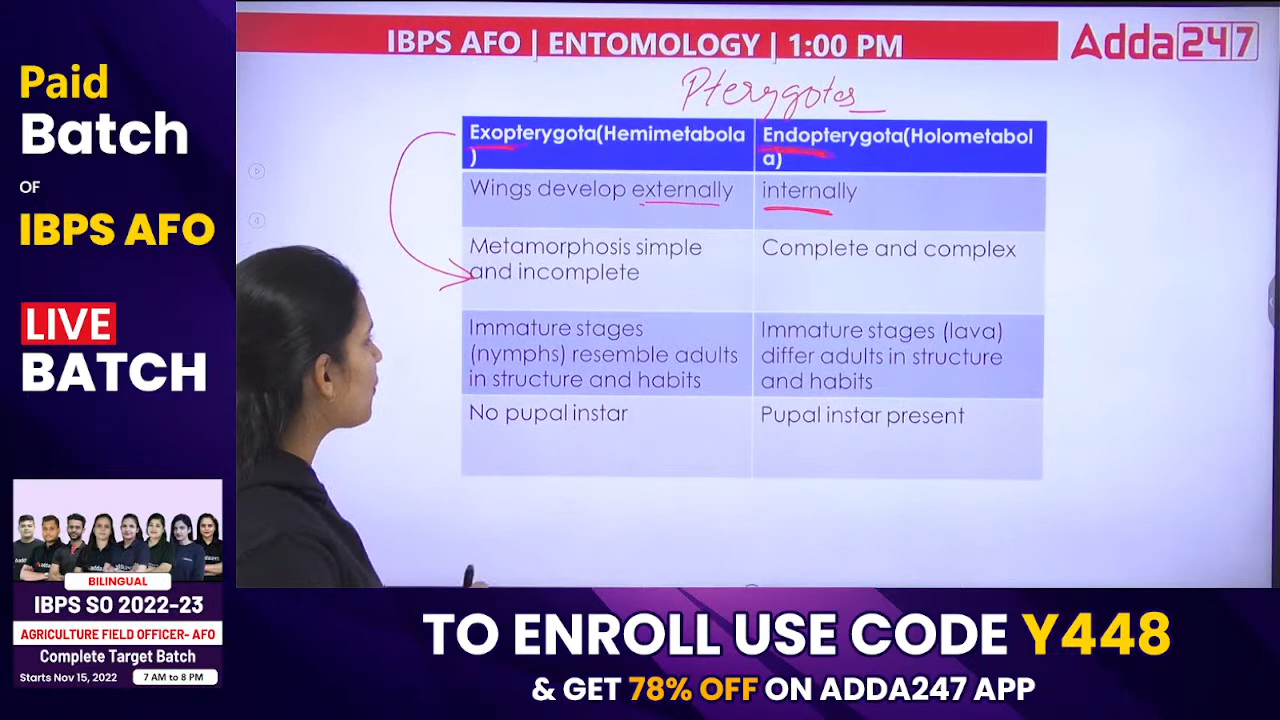 Paid
Batch
OF
IBPS AFO
LIVE
BATCH
BILINGUAL
IBPS SO 2022-23
AGRICULTURE FIELD OFFICER- AFO
Complete Target Batch
Starts Nov 15, 2022
7 AM to 8 PM
IBPS AFO | ENTOMOLOGY | 1:00 PM
Adda247
Pterygotes
Exopterygota(Hemimetabola
)
Endopterygota(Holometabol
a)
Wings develop externally
internally
Metamorphosis simple
and incomplete
Complete and complex
Immature stages
(nymphs) resemble adults
in structure and habits
Immature stages (lava)
differ adults in structure
and habits
No pupal instar
Pupal instar present
TO ENROLL USE CODE Y448
& GET 78% OFF ON ADDA247 APP